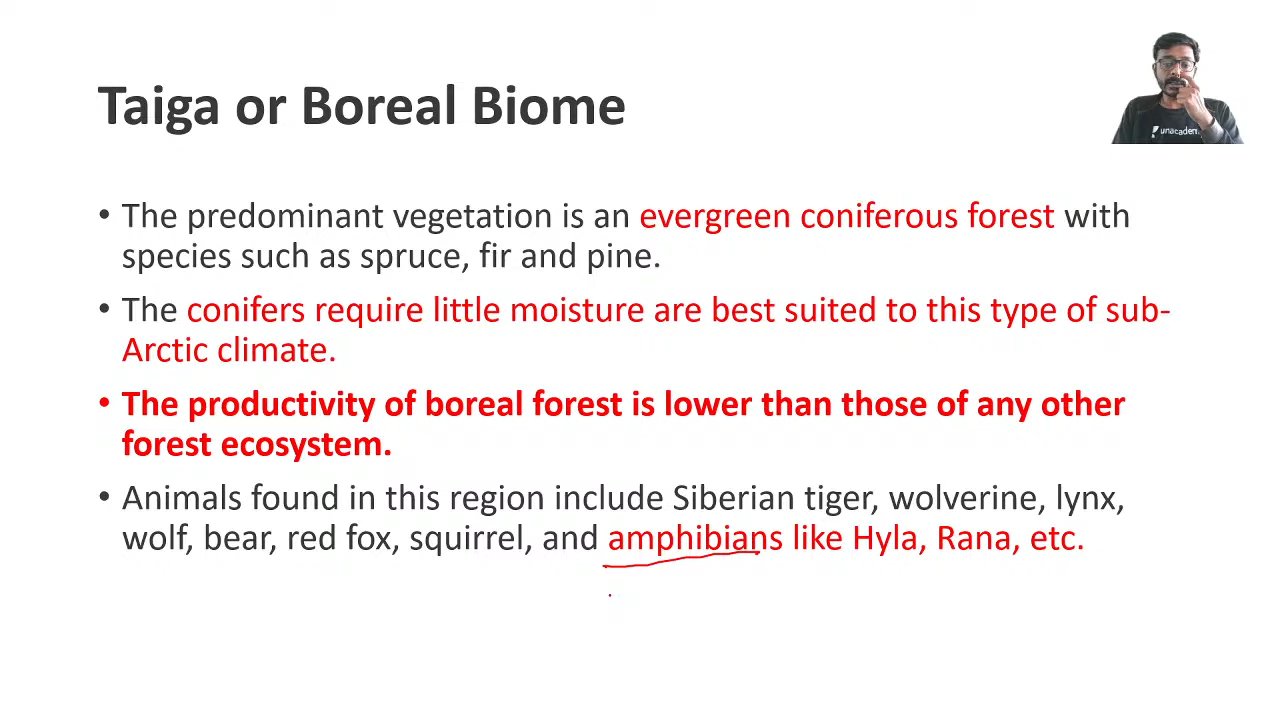 Taiga or Boreal Biome
• The predominant vegetation is an evergreen coniferous forest with
species such as spruce, fir and pine.
• The conifers require little moisture are best suited to this type of sub-
Arctic climate.
• The productivity of boreal forest is lower than those of any other
forest ecosystem.
• Animals found in this region include Siberian tiger, wolverine, lynx,
wolf, bear, red fox, squirrel, and amphibians like Hyla, Rana, etc.